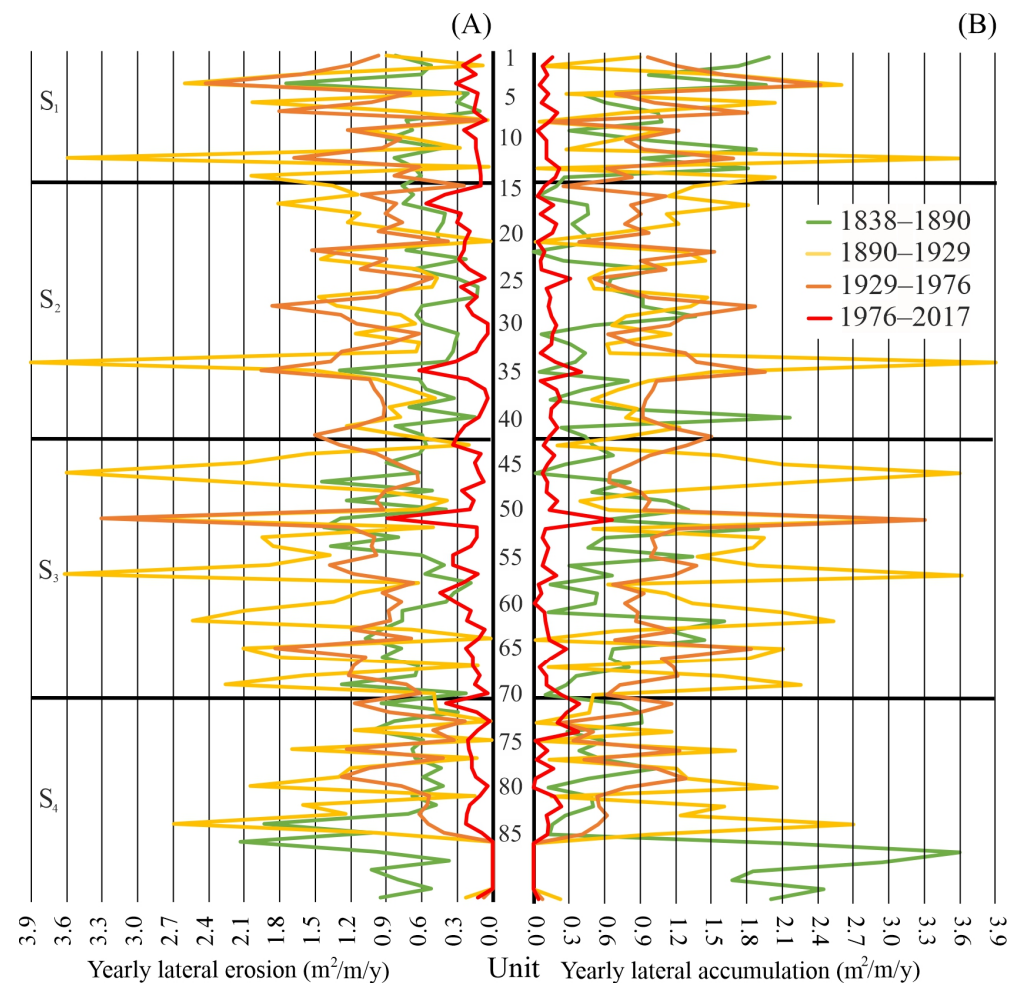 (A)
(B)
S1
S2
S3
S4
1
5
10
15
20
25
30
35
40
45
50
55
60
65
70
75
80
85
1838–1890
1890–1929
1929–1976
1976–2017
3.9 3.6 3.3 3.0 2.7 2.4 2.1 1.8 1.5 1.2 0.9 0.6 0.3 0.0
0.0 0.3 0.6 0.9 1.2 1.5 1.8 2.1 2.4 2.7 3.0 3.3 3.6 3.9
Yearly lateral erosion (m²/m/y)
Unit
Yearly lateral accumulation (m²/m/y)